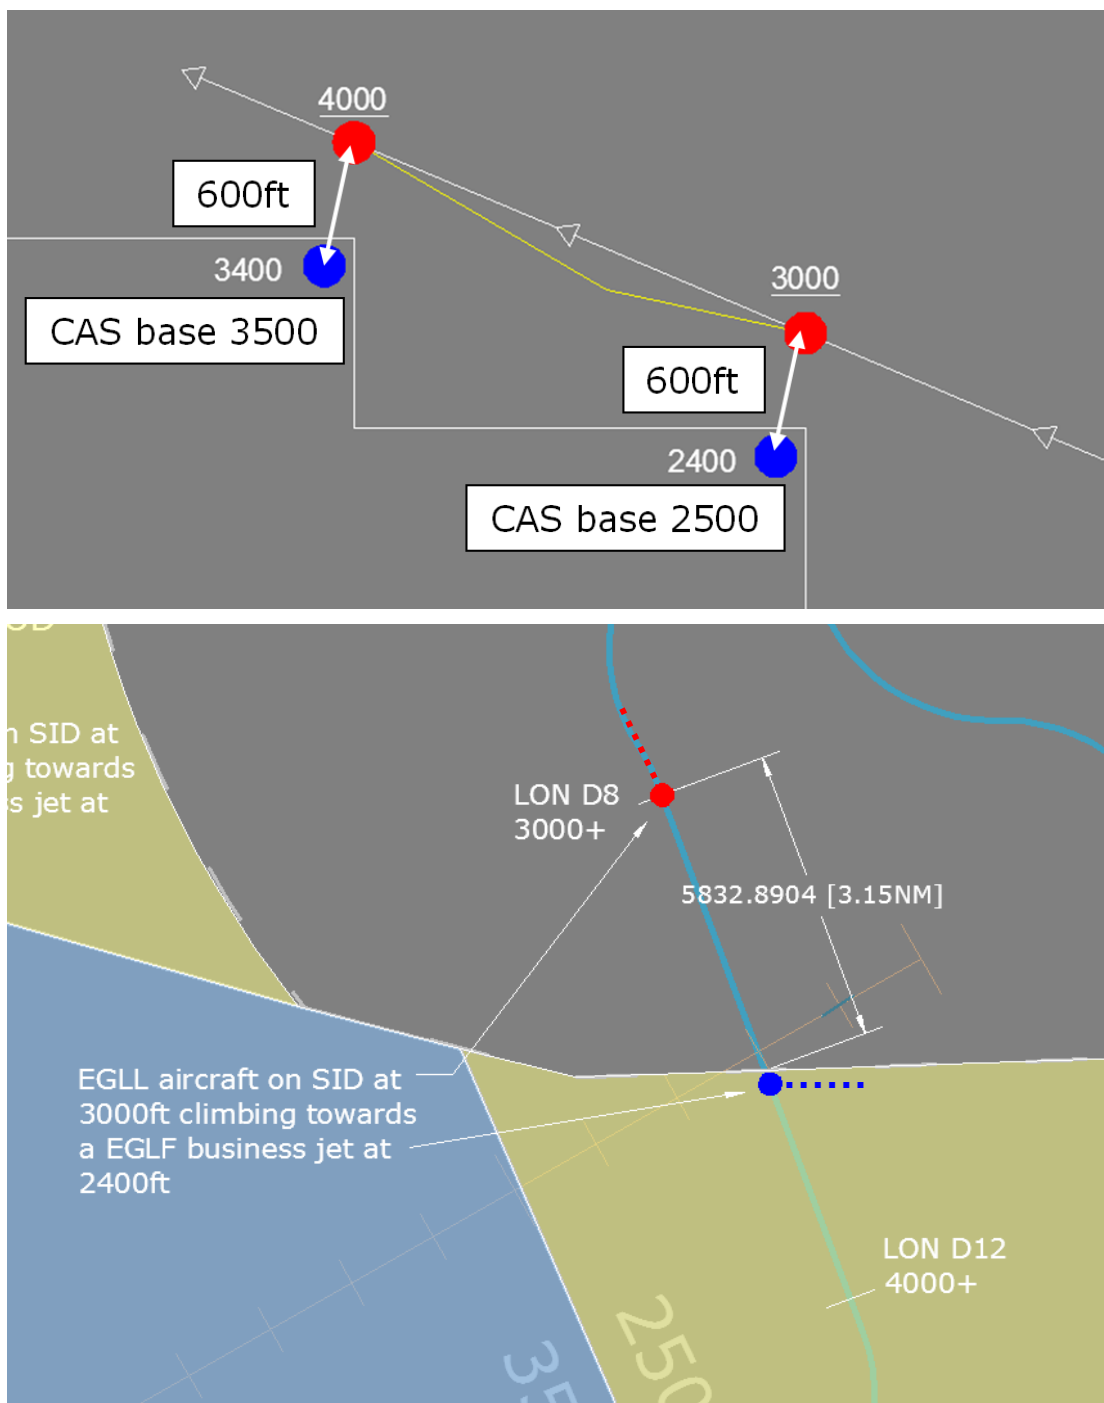 4000
600ft
3400
CAS base 3500
3000
600ft
2400
CAS base 2500
n SID at
g towards
ss jet at
LON D8
3000+
5832.8904 [3.15NM]
EGLL aircraft on SID at
3000ft climbing towards
a EGLF business jet at
2400ft
LON D12
4000+
250
35